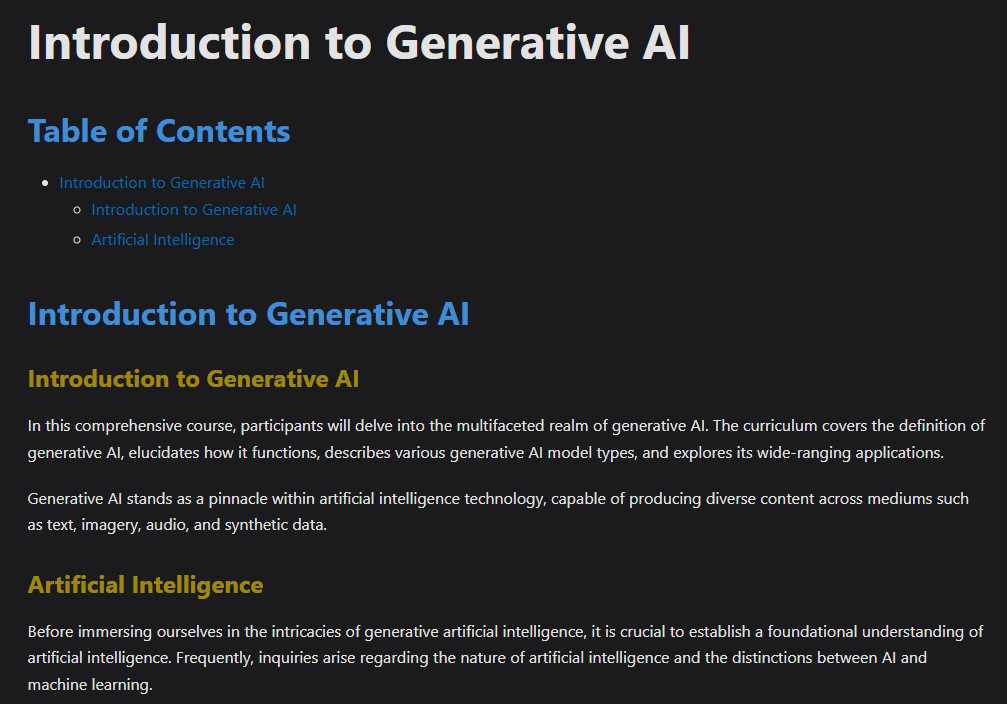 Introduction to Generative AI
Table of Contents
Introduction to Generative AI
Introduction to Generative AI
Artificial Intelligence
Introduction to Generative AI
Introduction to Generative AI
In this comprehensive course, participants will delve into the multifaceted realm of generative AI. The curriculum covers the definition of
generative AI, elucidates how it functions, describes various generative AI model types, and explores its wide-ranging applications.
Generative AI stands as a pinnacle within artificial intelligence technology, capable of producing diverse content across mediums such
as text, imagery, audio, and synthetic data.
Artificial Intelligence
Before immersing ourselves in the intricacies of generative artificial intelligence, it is crucial to establish a foundational understanding of
artificial intelligence. Frequently, inquiries arise regarding the nature of artificial intelligence and the distinctions between AI and
machine learning.